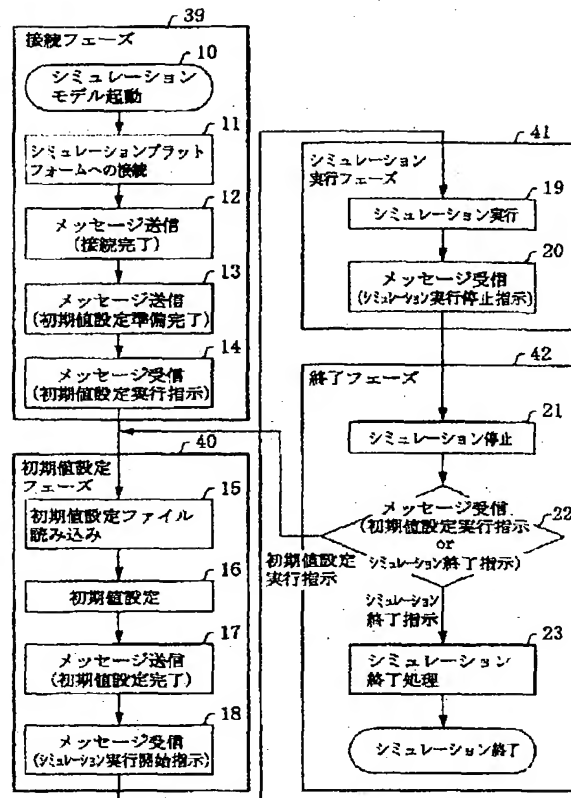 39
接続フェーズ
10
シミュレーション
モデル起動
11
シミュレーションプラット
フォームへの接続
12
メッセージ送信
(接続完了)
13
メッセージ送信
(初期値設定準備完了)
14
メッセージ受信
(初期値設定実行指示)
40
初期値設定
フェーズ
15
初期値設定ファイル
読み込み
16
初期値設定
17
メッセージ送信
(初期値設定完了)
18
メッセージ受信
(シミュレーション実行開始指示)
41
シミュレーション
実行フェーズ
19
シミュレーション実行
20
メッセージ受信
(シミュレーション実行停止指示)
42
終了フェーズ
21
シミュレーション停止
メッセージ受信
(初期値設定実行指示
or
シミュレーション終了指示)
22
初期値設定
実行指示
シミュレーション
終了指示
23
シミュレーション
終了処理
シミュレーション終了